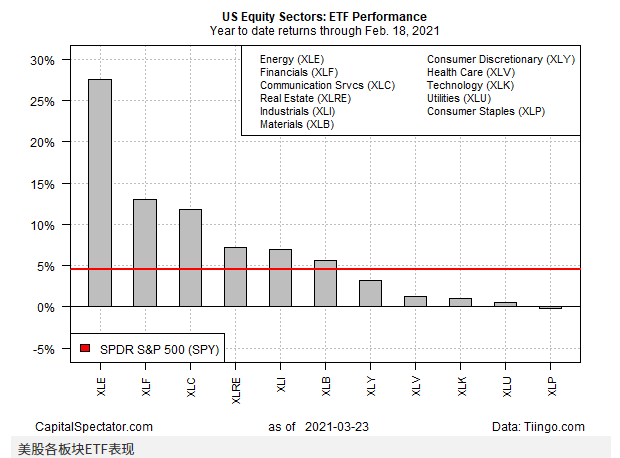 US Equity Sectors: ETF Performance
Year to date returns through Feb. 18, 2021
30%
25%
20%
15%
10%
5%
0%
-5%
Energy (XLE)
Financials (XLF)
Communication Srvcs (XLC)
Real Estate (XLRE)
Industrials (XLI)
Materials (XLB)
Consumer Discretionary (XLY)
Health Care (XLV)
Technology (XLK)
Utilities (XLU)
Consumer Staples (XLP)
SPDR S&P 500 (SPY)
XLE
XLF
XLC
XLRE
XLI
XLB
XLY
XLV
XLK
XLU
XLP
CapitalSpectator.com
as of 2021-03-23
Data: Tiingo.com
美股各板块ETF表现